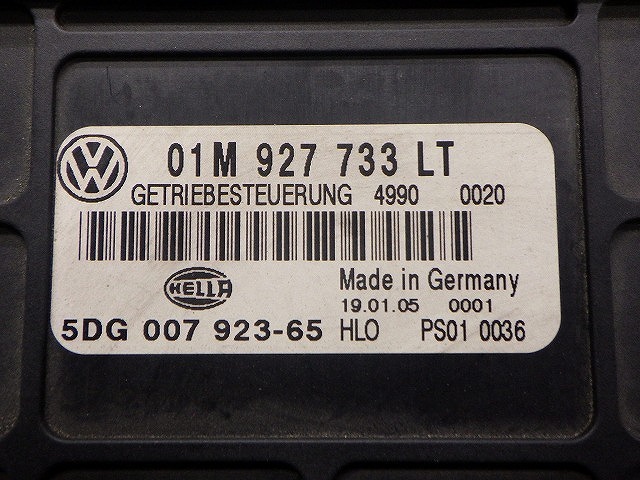 VW
01M 927 733 LT
GETRIEBESTEUERUNG 4990 0020
HELLA
Made in Germany
19.01.05 0001
5DG 007 923-65 HLO PS01 0036